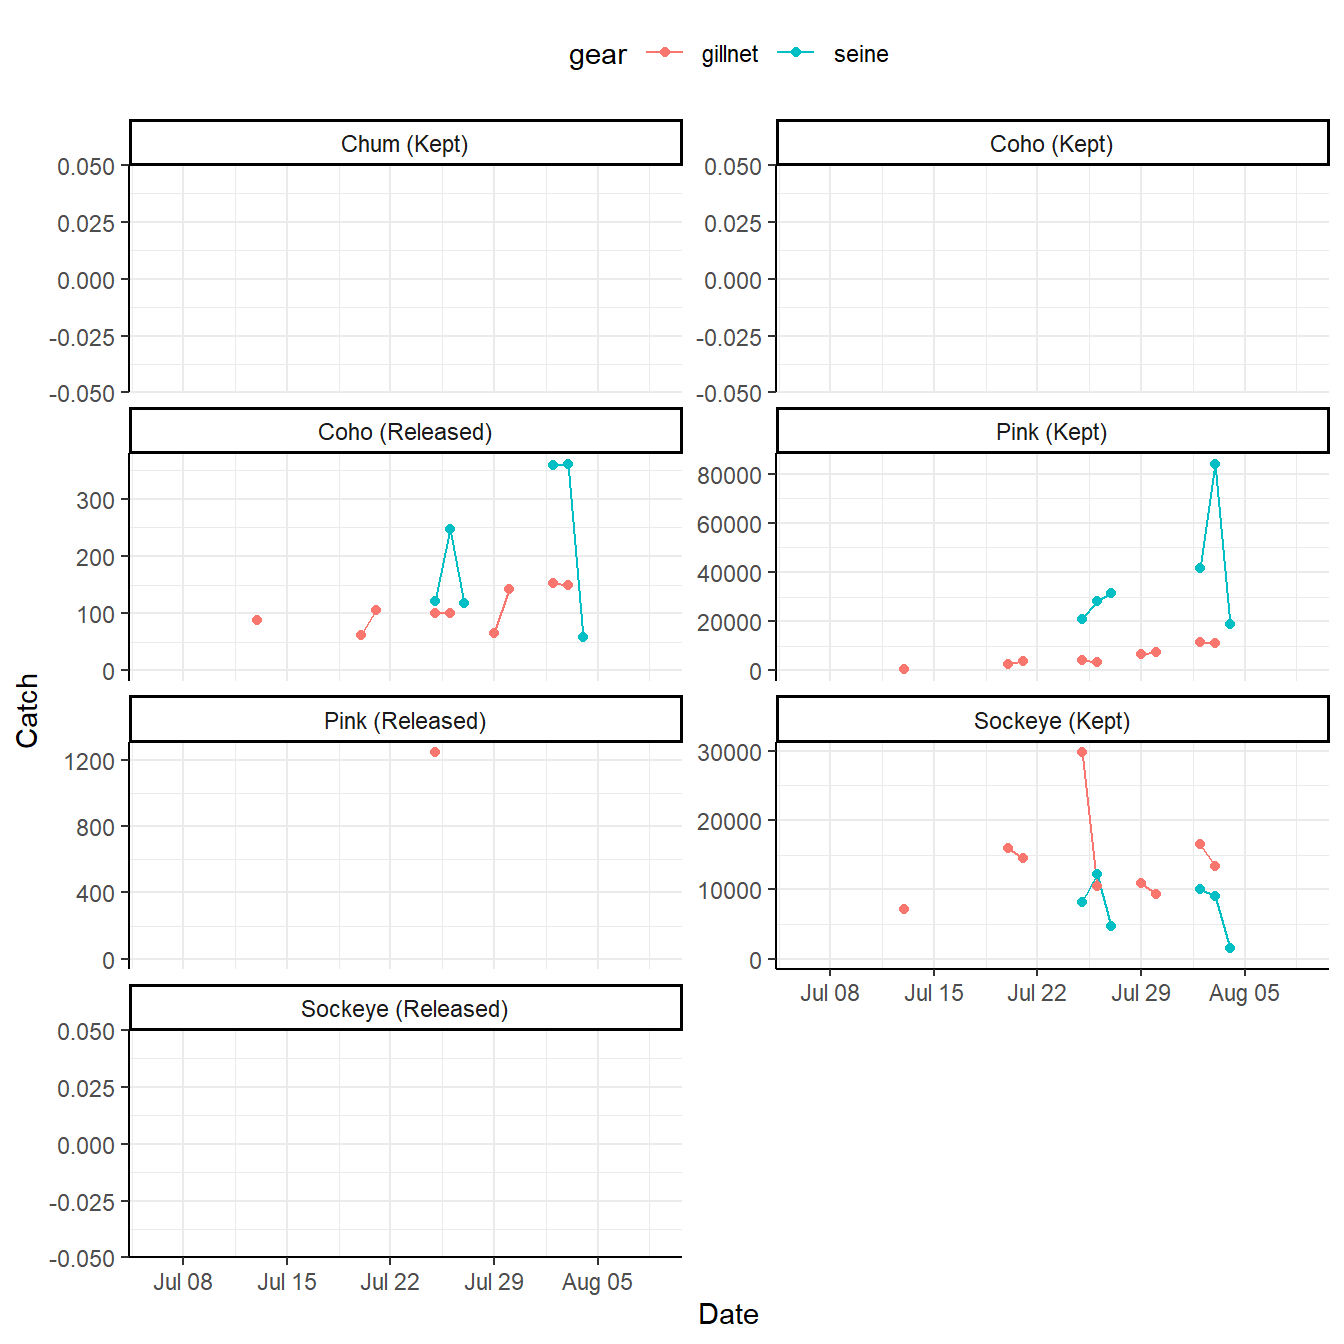 gear gillnet seine
Chum (Kept)
0.050
0.025
0.000
-0.025
-0.050
Coho (Kept)
0.050
0.025
0.000
-0.025
-0.050
Coho (Released)
300
200
100
0
Pink (Kept)
80000
60000
40000
20000
0
Pink (Released)
1200
800
400
0
Sockeye (Kept)
30000
20000
10000
0
Jul 08 Jul 15 Jul 22 Jul 29 Aug 05
Sockeye (Released)
0.050
0.025
0.000
-0.025
-0.050
Jul 08 Jul 15 Jul 22 Jul 29 Aug 05
Catch
Date